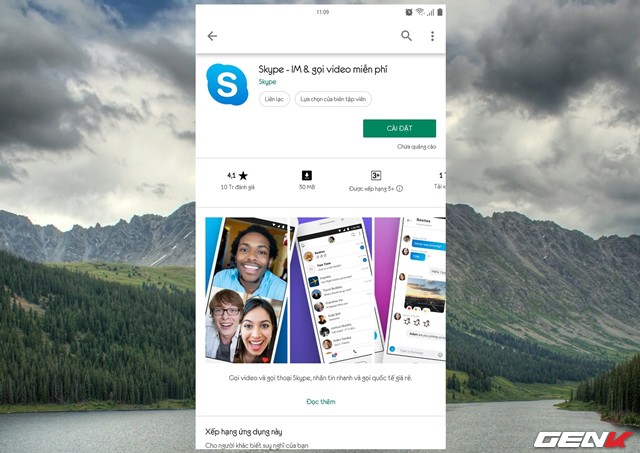 11:09
Skype - IM & gọi video miễn phí
Skype
Liên lạc
Lựa chọn của biên tập viên
CÀI ĐẶT
Chứa quảng cáo
4,1 ★
10 Tr đánh giá
30 MB
3+
Được xếp hạng 3+
1
Gọi video và gọi thoại Skype, nhắn tin nhanh và gọi quốc tế giá rẻ.
Đọc thêm
Xếp hạng ứng dụng này
Cho người khác biết suy nghĩ của bạn
GENK